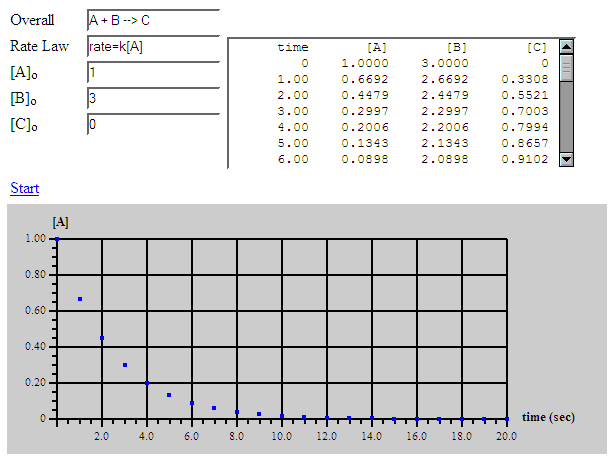 Overall A + B --> C
Rate Law rate=k[A]
[A]o 1
[B]o 3
[C]o 0
time [A] [B] [C]
0 1.0000 3.0000 0
1.00 0.6692 2.6692 0.3308
2.00 0.4479 2.4479 0.5521
3.00 0.2997 2.2997 0.7003
4.00 0.2006 2.2006 0.7994
5.00 0.1343 2.1343 0.8657
6.00 0.0898 2.0898 0.9102
Start
[A]
1.00
0.80
0.60
0.40
0.20
0
time (sec)
2.0 4.0 6.0 8.0 10.0 12.0 14.0 16.0 18.0 20.0